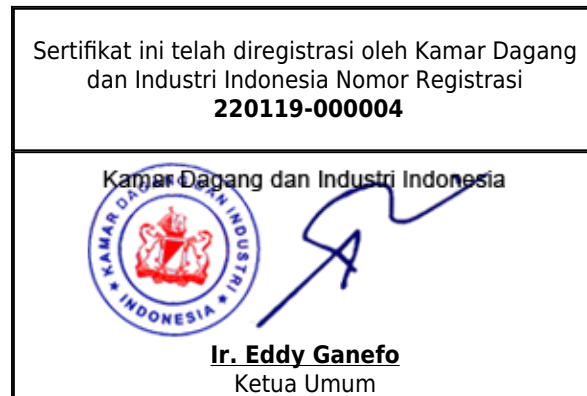 Sertifikat ini telah diregistrasi oleh Kamar Dagang
dan Industri Indonesia Nomor Registrasi
220119-000004
Kamar Dagang dan Industri Indonesia
KAMAR DAGANG DAN INDUSTRI
INDONESIA
Ir. Eddy Ganefo
Ketua Umum